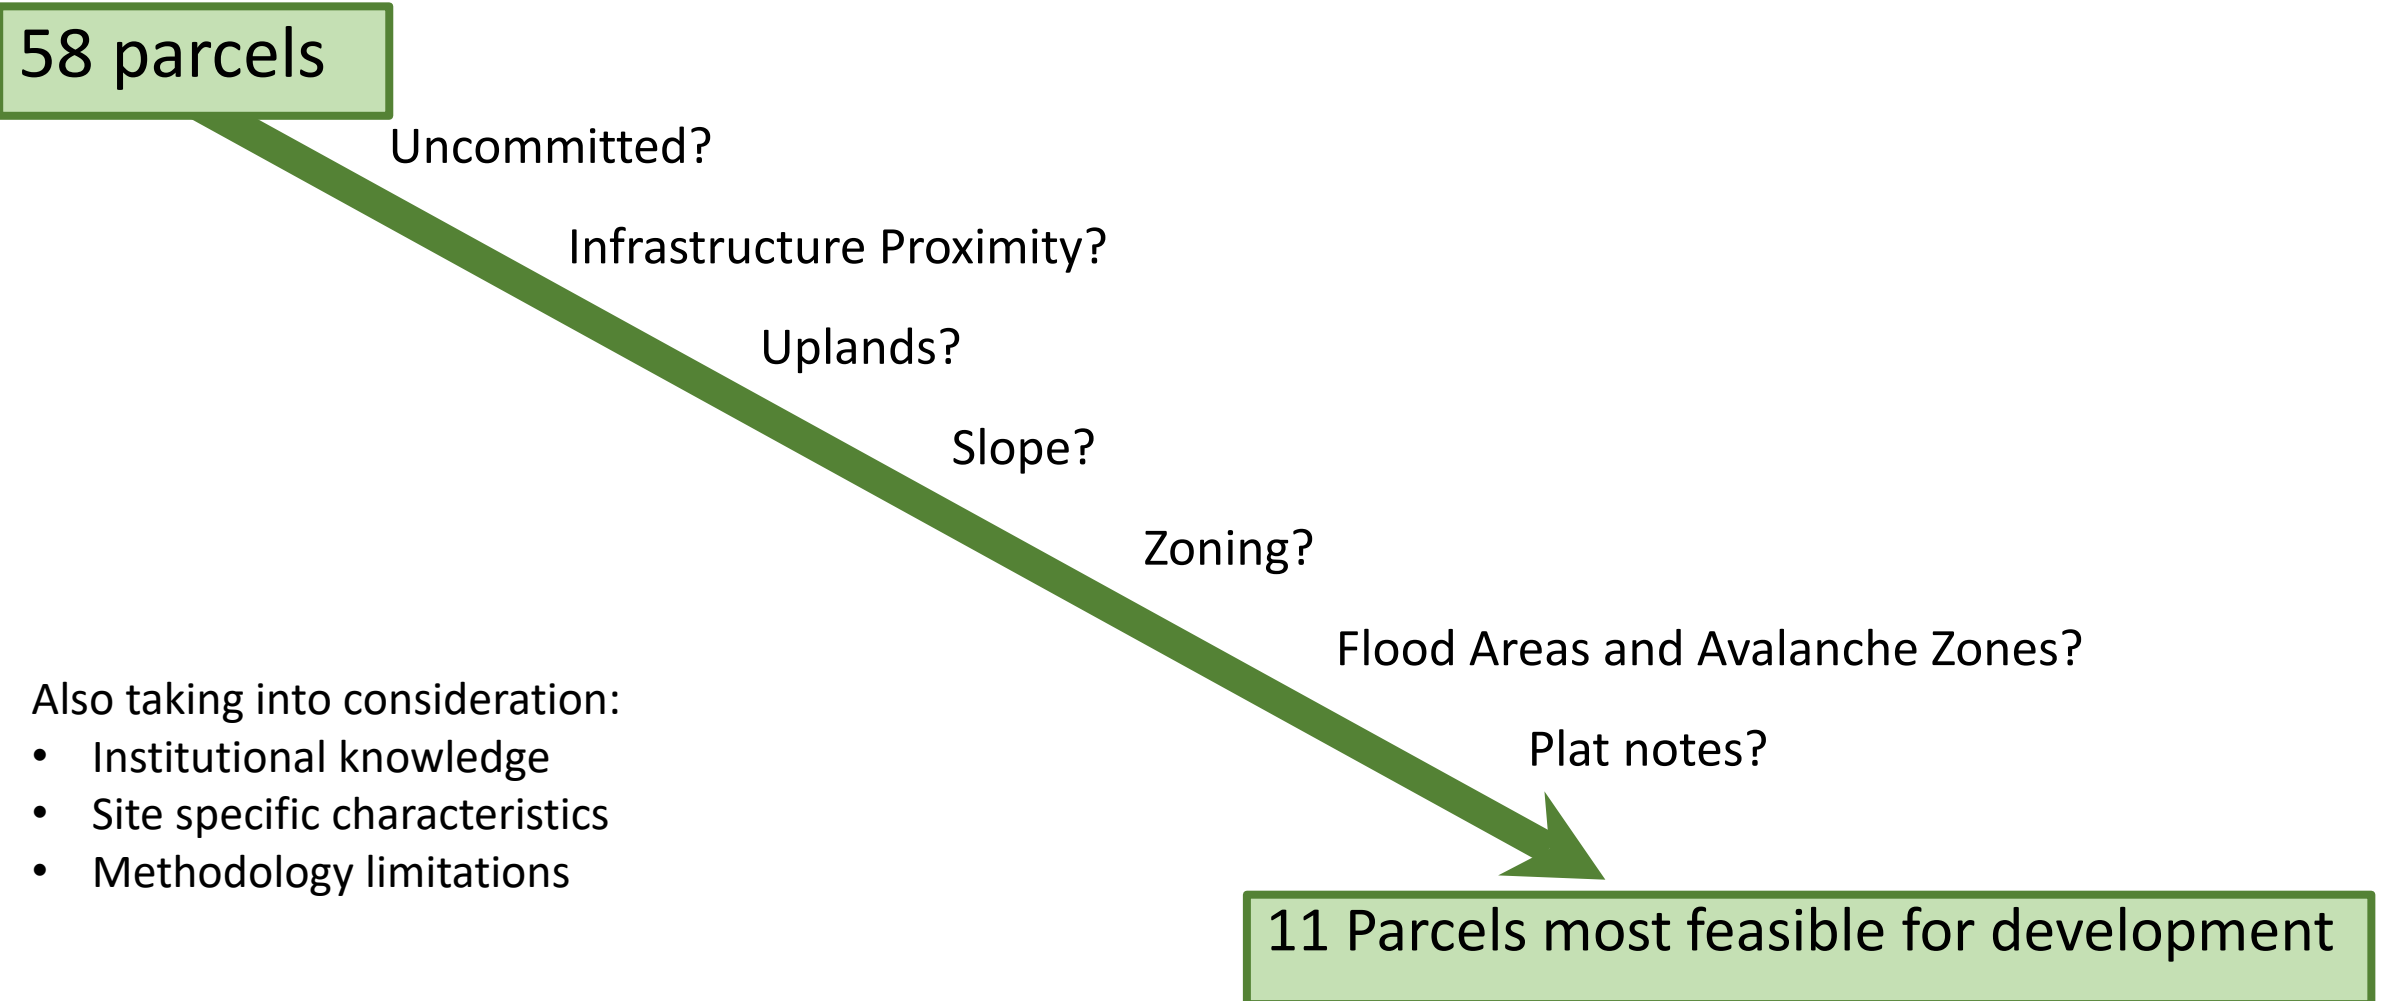 58 parcels
Uncommitted?
Infrastructure Proximity?
Uplands?
Slope?
Zoning?
Flood Areas and Avalanche Zones?
Plat notes?
Also taking into consideration:
• Institutional knowledge
• Site specific characteristics
• Methodology limitations
11 Parcels most feasible for development